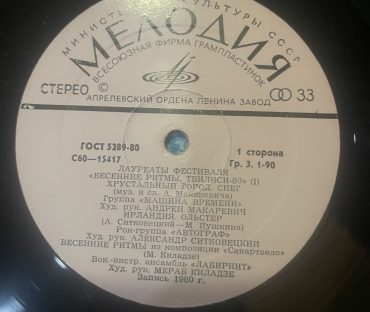 МИНИСТЕРСТВО КУЛЬТУРЫ СССР
МЕЛОДИЯ
ВСЕСОЮЗНАЯ ФИРМА ГРАМПЛАСТИНОК
СТЕРЕО
АПРЕЛЕВСКИЙ ОРДЕНА ЛЕНИНА ЗАВОД
33
ГОСТ 5289-80
С60—15417
1 сторона
Гр. 3. 1-90
ЛАУРЕАТЫ ФЕСТИВАЛЯ
«ВЕСЕННИЕ РИТМЫ. ТБИЛИСИ-80» (I)
ХРУСТАЛЬНЫЙ ГОРОД. СНЕГ
(муз. и сл. А. Макаревича)
Группа «МАШИНА ВРЕМЕНИ»
Худ. рук. АНДРЕЙ МАКАРЕВИЧ
ИРЛАНДИЯ. ОЛЬСТЕР
(А. Ситковецкий—М. Пушкина)
Рок-группа «АВТОГРАФ»
Худ. рук. АЛЕКСАНДР СИТКОВЕЦКИЙ
ВЕСЕННИЕ РИТМЫ из композиции «Сакартвело»
(М. Киладзе)
Вок.-инстр. ансамбль «ЛАБИРИНТ»
Худ. рук. МЕРАБ КИЛАДЗЕ
Запись 1980 г.